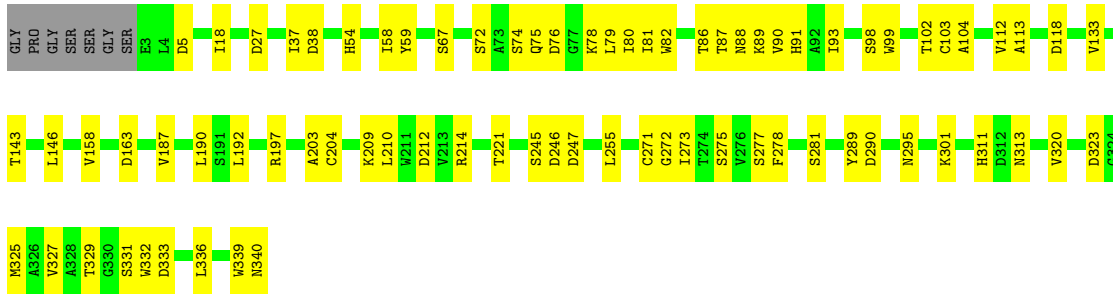 GLY PRO GLY SER SER GLY SER E3 L4 D5 I18 D27 I37 D38 H54 I58 Y59 S67 S72 A73 S74 Q75 D76 G77 K78 L79 I80 I81 W82 T86 T87 N88 K89 V90 H91 A92 I93 S98 W99 T102 C103 A104 V112 A113 D118 V133
T143 L146 V158 D163 V187 L190 S191 L192 R197 A203 C204 K209 L210 W211 D212 V213 R214 T221 S245 D246 D247 L255 C271 G272 I273 T274 S275 V276 S277 F278 S281 Y289 D290 N295 K301 H311 D312 N313 V320 D323 G324
M325 A326 V327 A328 T329 G330 S331 W332 D333 L336 W339 N340